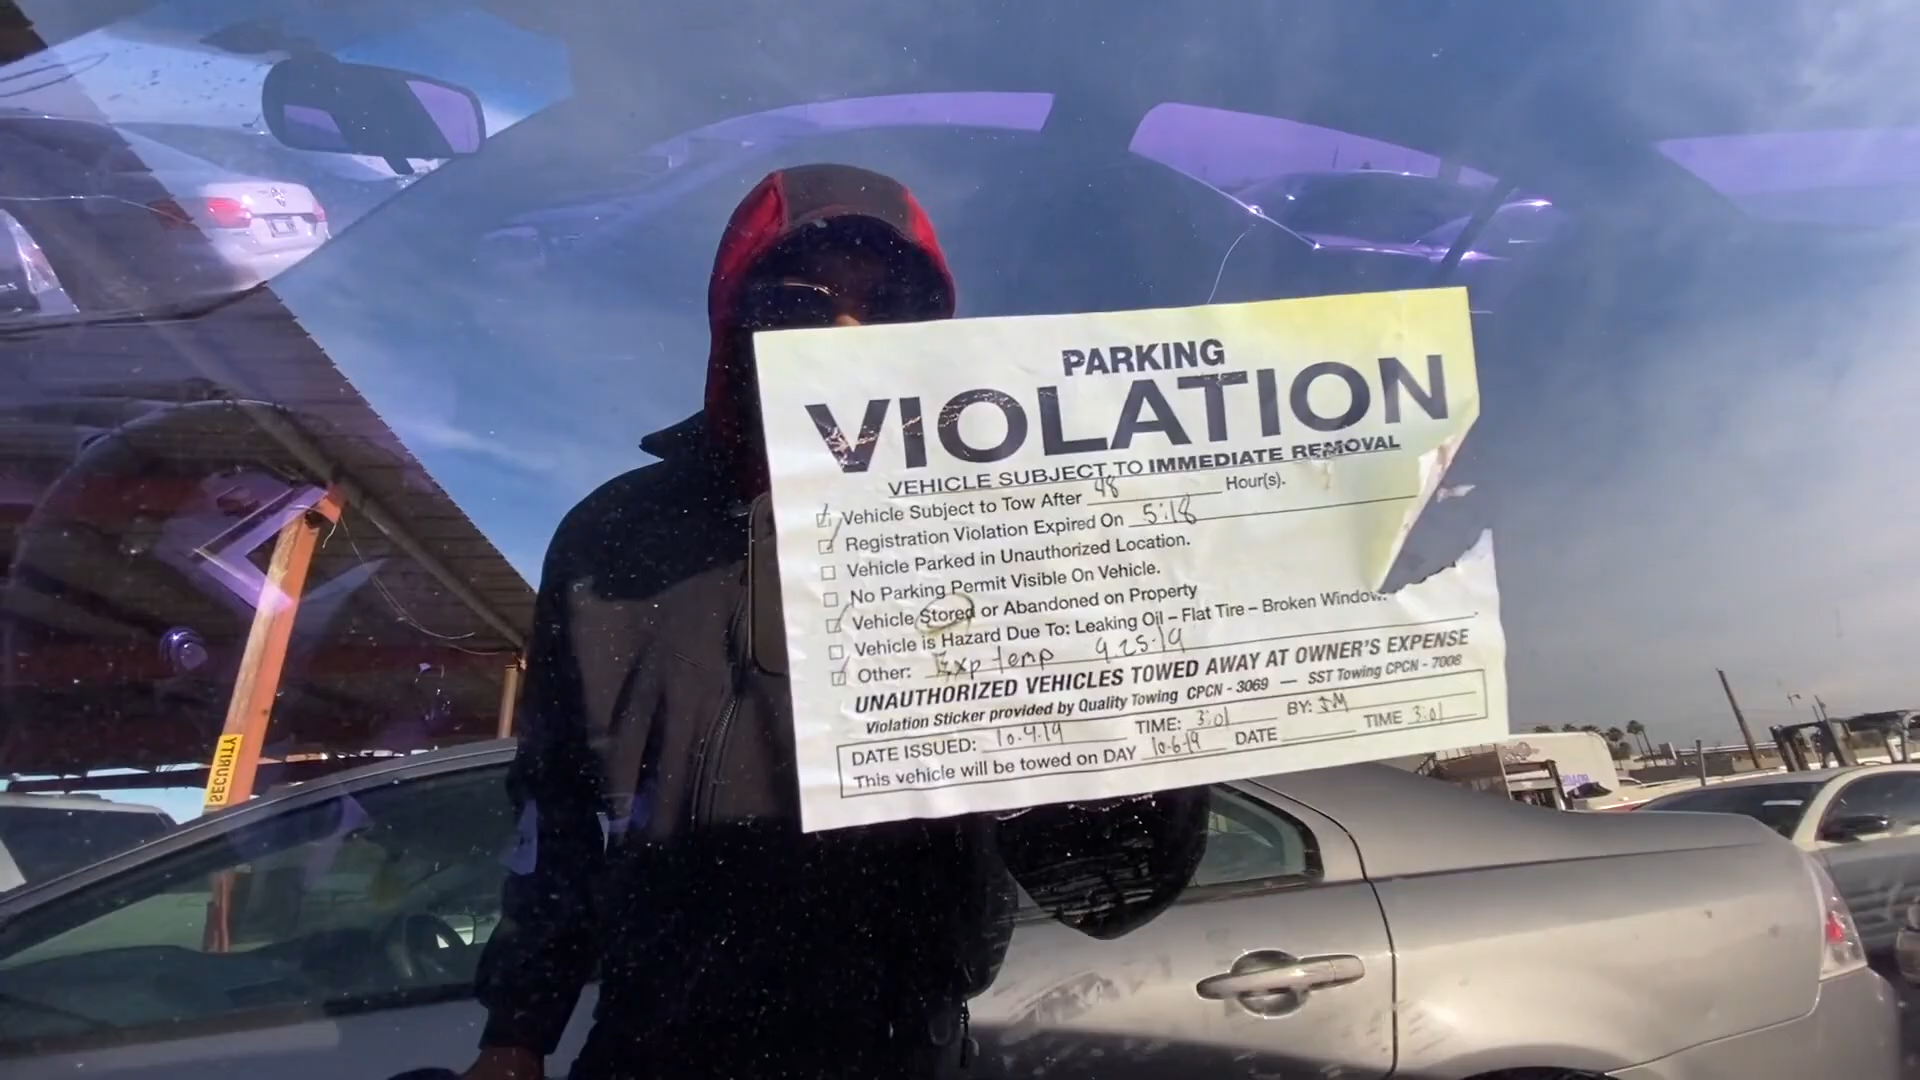 PARKING
VIOLATION
VEHICLE SUBJECT TO IMMEDIATE REMOVAL
Vehicle Subject to Tow After 48 Hour(s).
Registration Violation Expired On 5:18
Vehicle Parked in Unauthorized Location.
No Parking Permit Visible On Vehicle.
Vehicle Stored or Abandoned on Property
Vehicle is Hazard Due To: Leaking Oil – Flat Tire – Broken Window.
Other: Exp temp 9 25.19
UNAUTHORIZED VEHICLES TOWED AWAY AT OWNER'S EXPENSE
Violation Sticker provided by Quality Towing CPCN - 3069 — SST Towing CPCN - 7008
DATE ISSUED: 10.4.19 TIME: 3:01 BY: JM
This vehicle will be towed on DAY 10.6.19 DATE TIME 3:01
SECURITY